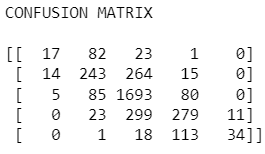 CONFUSION MATRIX
[[ 17 82 23 1 0]
[ 14 243 264 15 0]
[ 5 85 1693 80 0]
[ 0 23 299 279 11]
[ 0 1 18 113 34]]